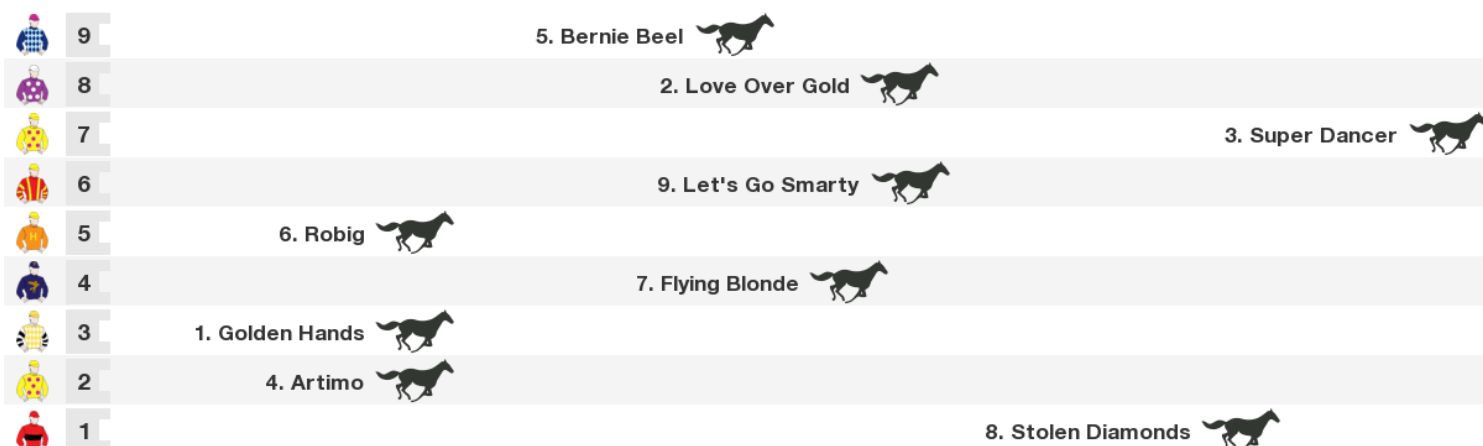 9 5. Bernie Beel
8 2. Love Over Gold
7 3. Super Dancer
6 9. Let's Go Smarty
5 6. Robig
H
4 7. Flying Blonde
3 1. Golden Hands
2 4. Artimo
1 8. Stolen Diamonds